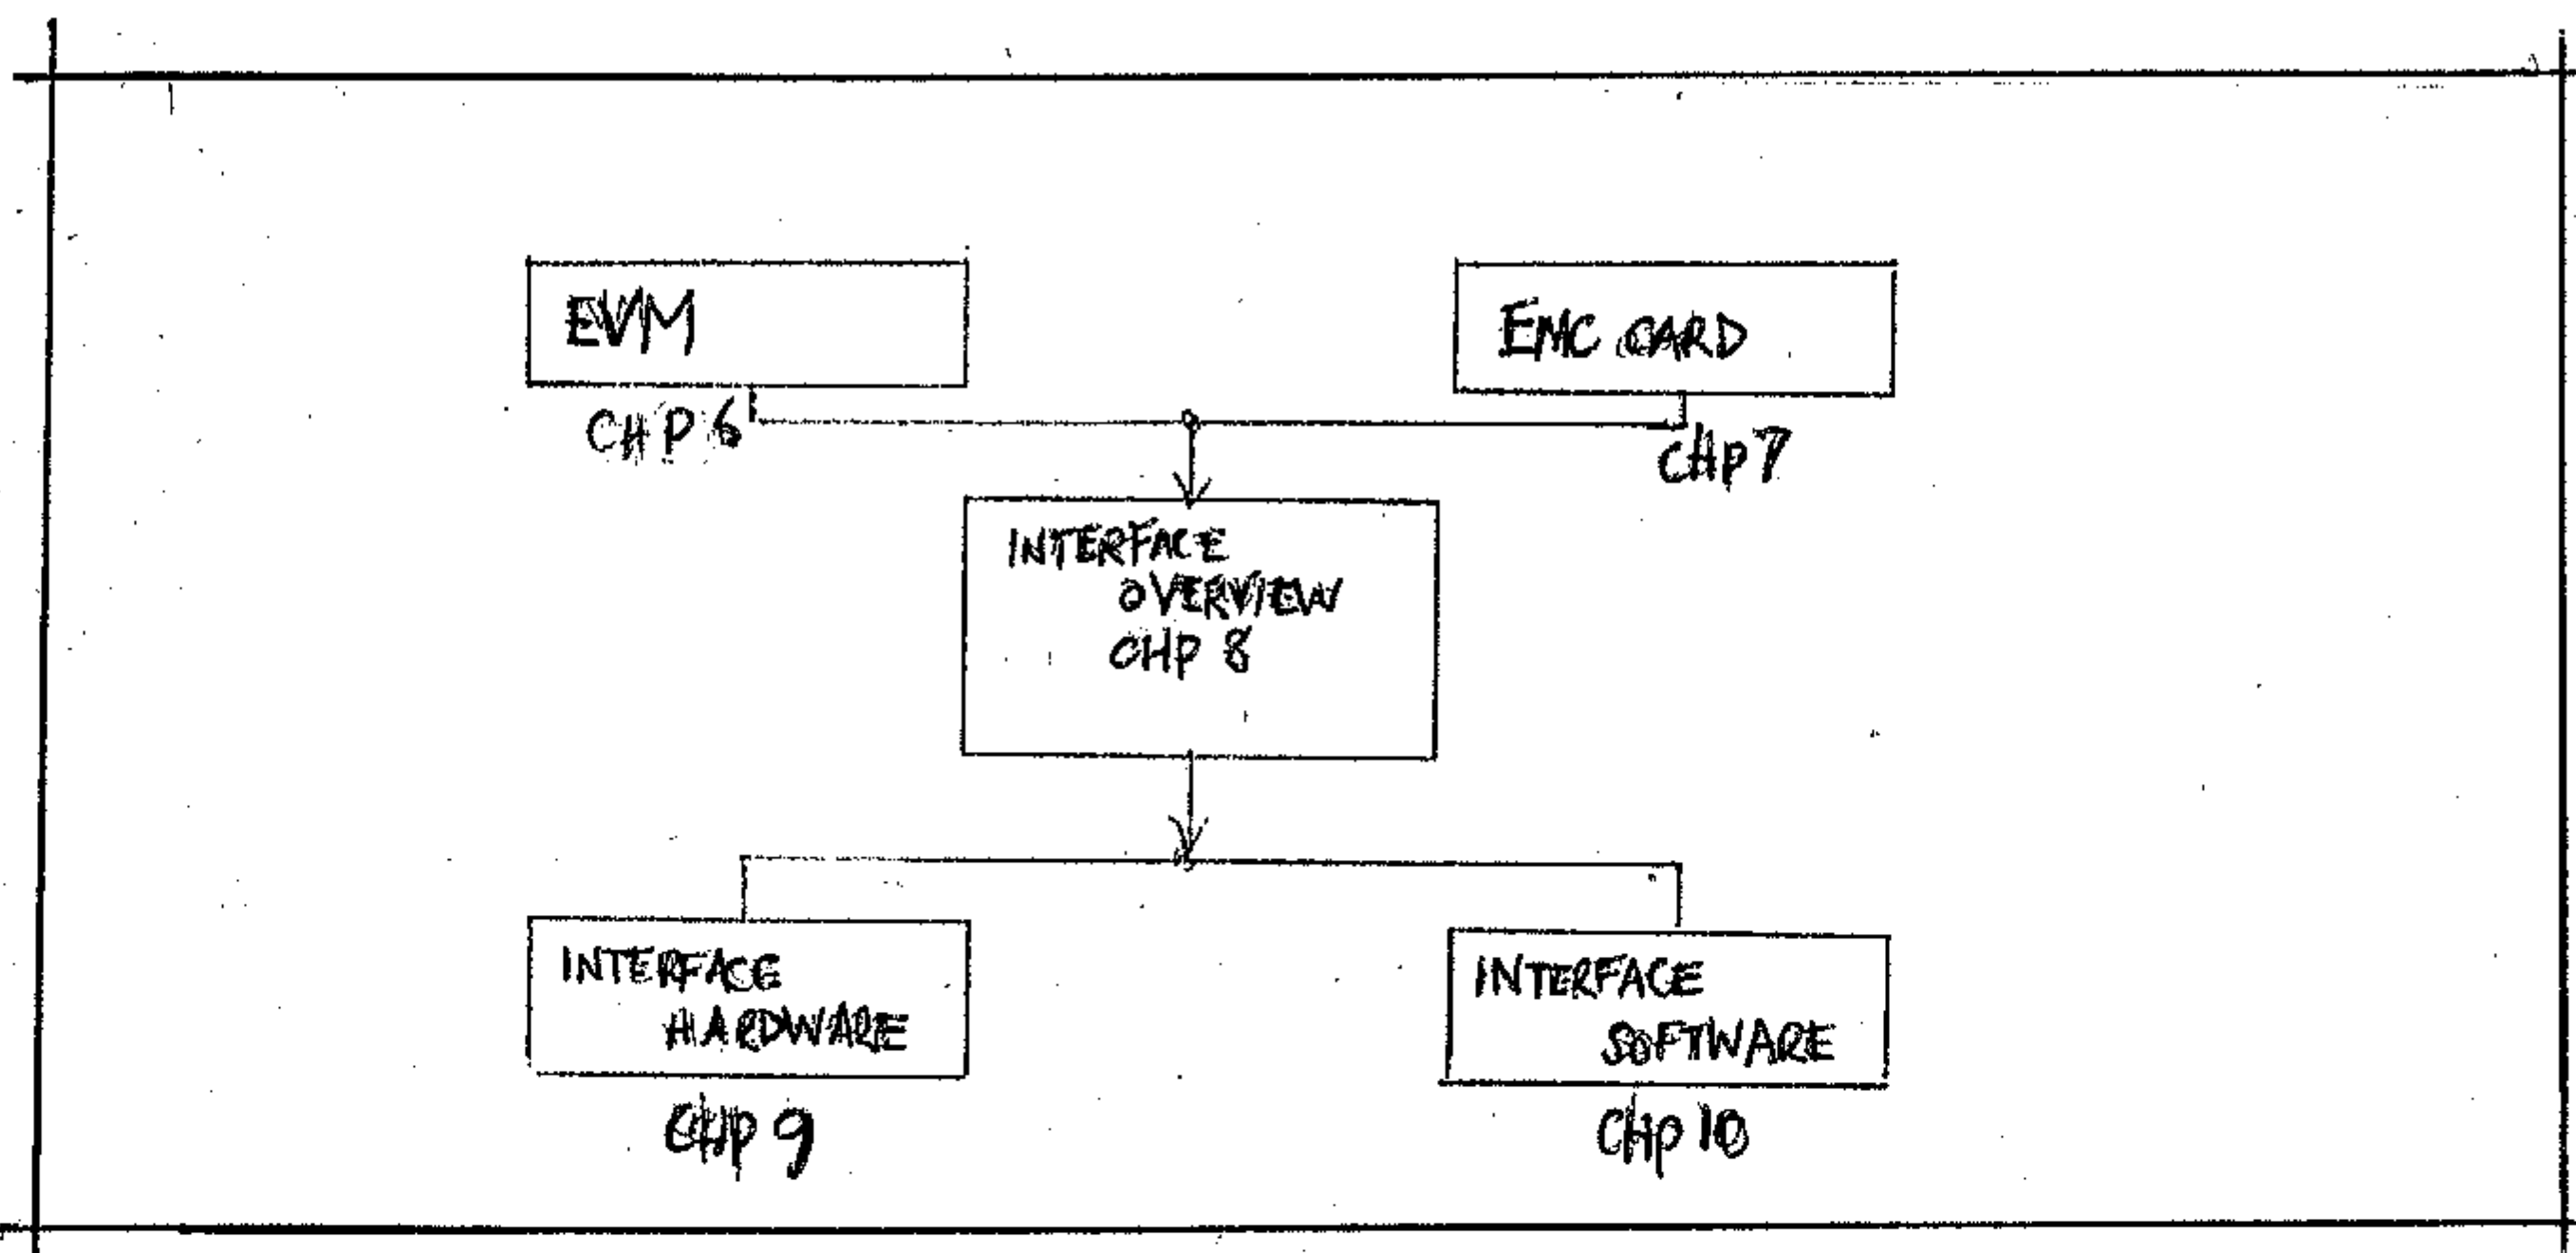 EVM
EMC CARD
CHP 6
CHP 7
INTERFACE
OVERVIEW
CHP 8
INTERFACE
HARDWARE
INTERFACE
SOFTWARE
CHP 9
CHP 10